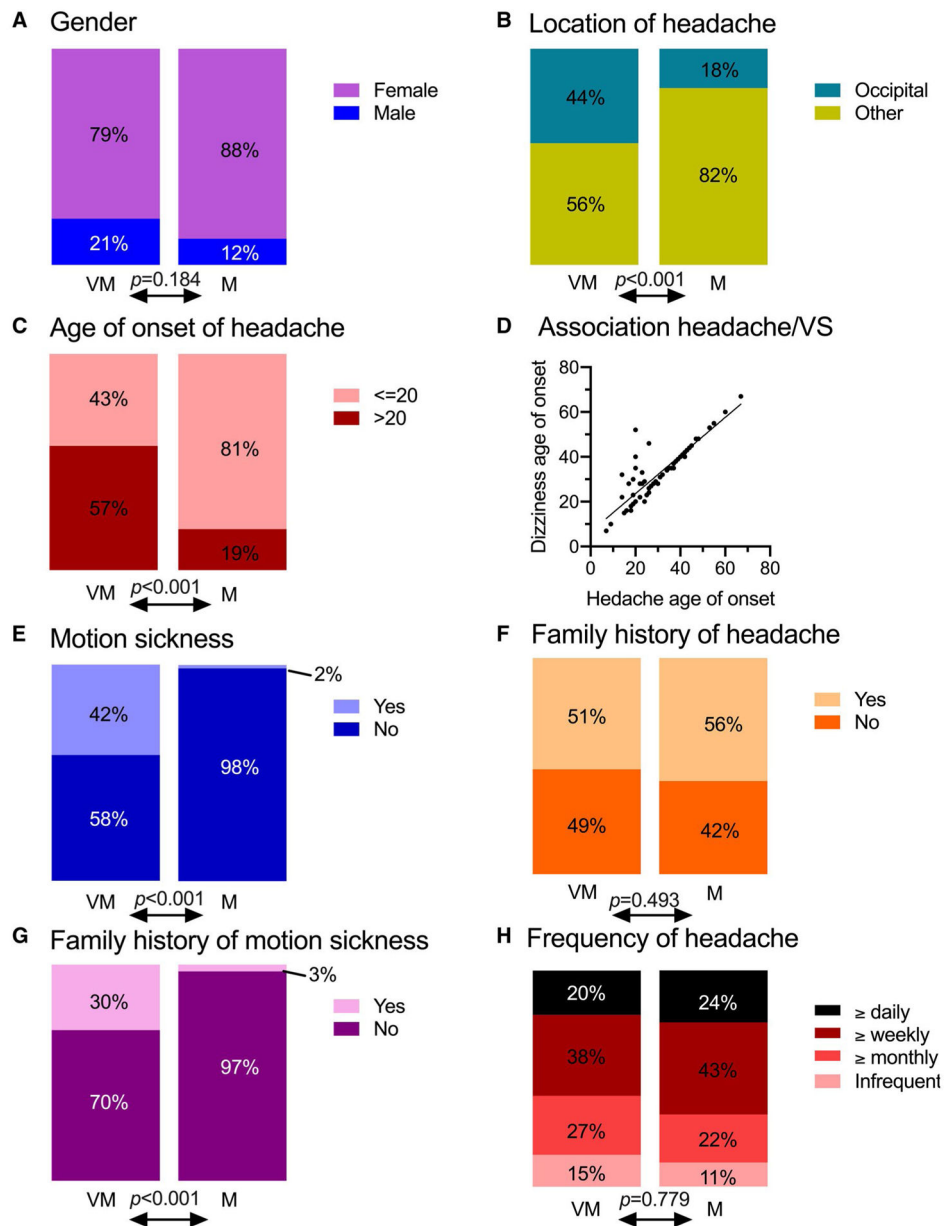 A Gender
79%
88%
21%
12%
Female
Male
VM p=0.184 M
B Location of headache
44%
18%
56%
82%
Occipital
Other
VM p<0.001 M
C Age of onset of headache
43%
81%
57%
19%
<=20
>20
VM p<0.001 M
D Association headache/VS
Dizziness age of onset
80
60
40
20
0
0 20 40 60 80
Hedache age of onset
E Motion sickness
42%
2%
58%
98%
Yes
No
VM p<0.001 M
F Family history of headache
51%
56%
49%
42%
Yes
No
VM p=0.493 M
G Family history of motion sickness
30%
3%
70%
97%
Yes
No
VM p<0.001 M
H Frequency of headache
20%
24%
38%
43%
27%
22%
15%
11%
≥ daily
≥ weekly
≥ monthly
Infrequent
VM p=0.779 M